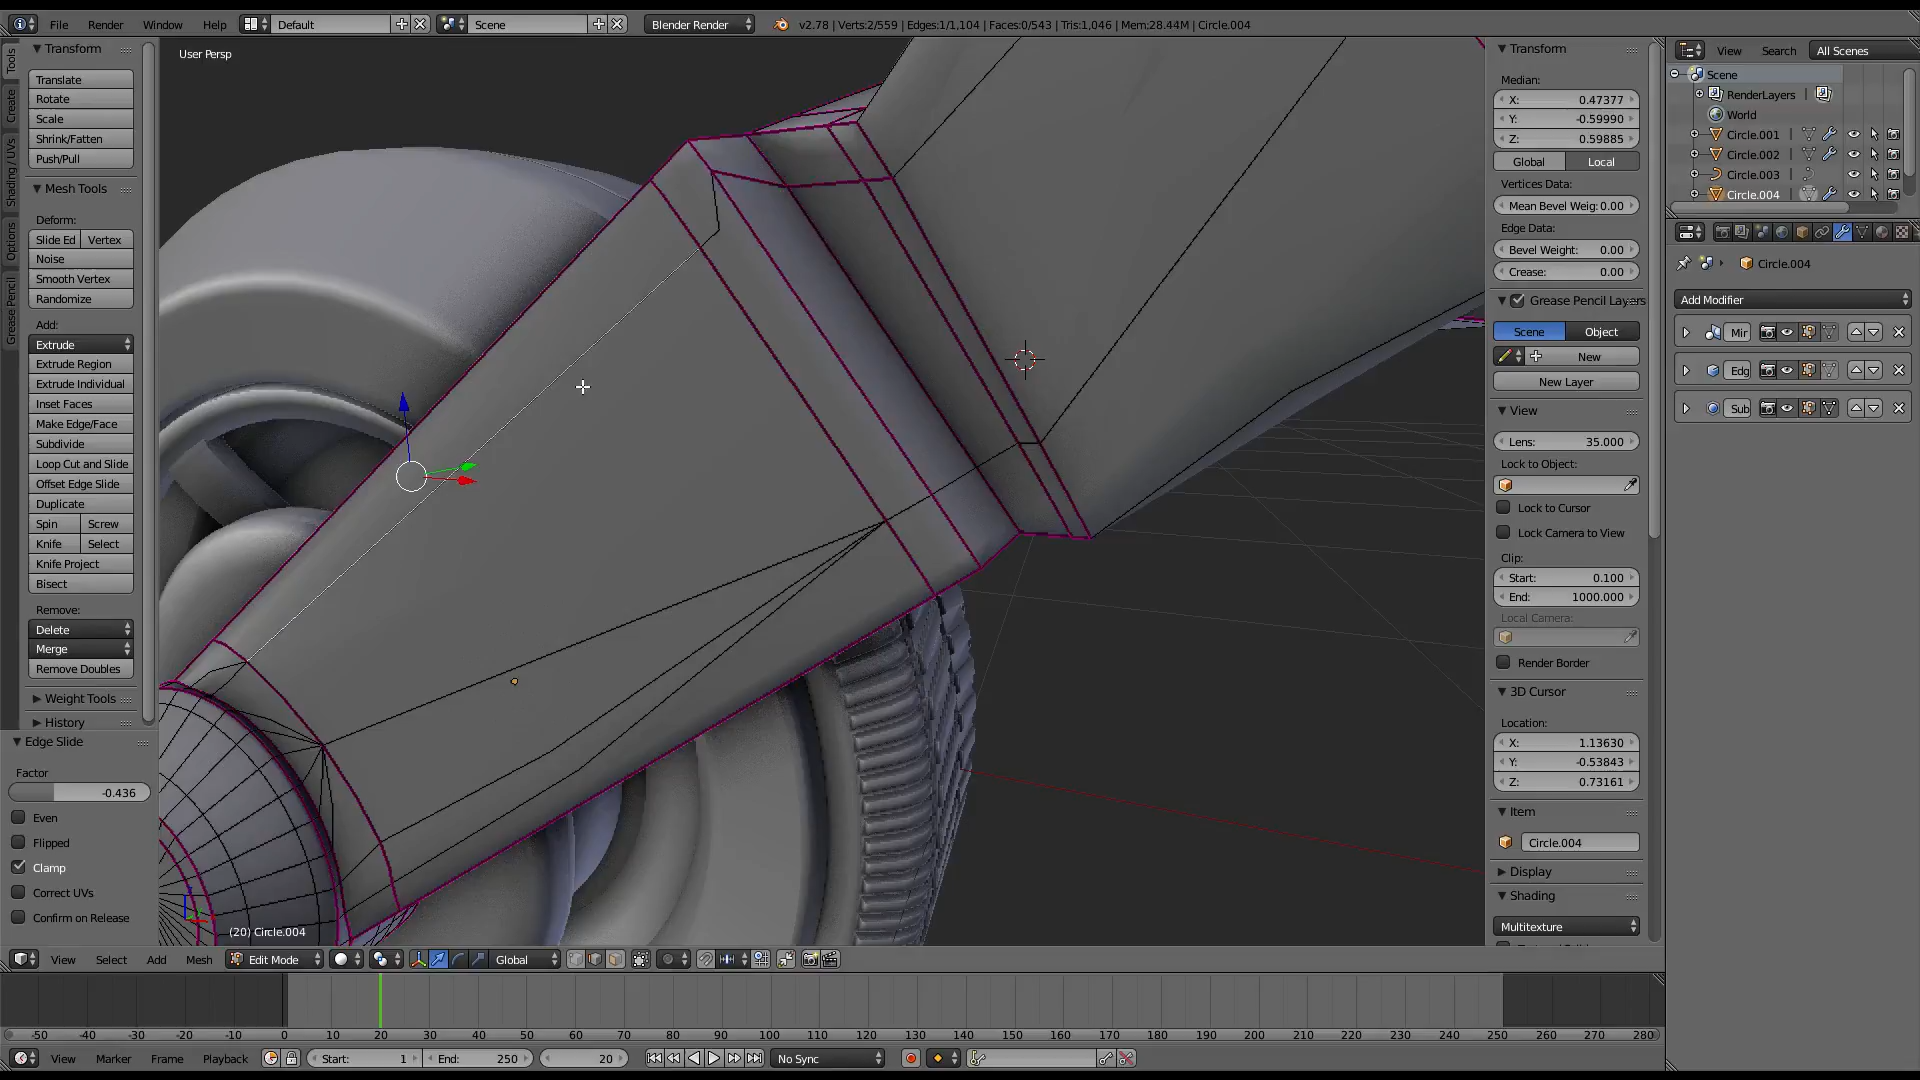 File Render Window Help Default Scene Blender Render v2.78 | Verts:2/559 | Edges:1/1,104 | Faces:0/543 | Tris:1,046 | Mem:28.44M | Circle.004
Tools
Create
Shading / UVs
Options
Grease Pencil
Transform
Translate
Rotate
Scale
Shrink/Fatten
Push/Pull
Mesh Tools
Deform:
Slide Ed Vertex
Noise
Smooth Vertex
Randomize
Add:
Extrude
Extrude Region
Extrude Individual
Inset Faces
Make Edge/Face
Subdivide
Loop Cut and Slide
Offset Edge Slide
Duplicate
Spin Screw
Knife Select
Knife Project
Bisect
Remove:
Delete
Merge
Remove Doubles
Weight Tools
History
Edge Slide
Factor
-0.436
Even
Flipped
Clamp
Correct UVs
Confirm on Release
User Persp
(20) Circle.004
Transform
Median:
X: 0.47377
Y: -0.59990
Z: 0.59885
Global Local
Vertices Data:
Mean Bevel Weig: 0.00
Edge Data:
Bevel Weight: 0.00
Crease: 0.00
Grease Pencil Layers
Scene Object
New
New Layer
View
Lens: 35.000
Lock to Object:
Lock to Cursor
Lock Camera to View
Clip:
Start: 0.100
End: 1000.000
Local Camera:
Render Border
3D Cursor
Location:
X: 1.13630
Y: -0.53843
Z: 0.73161
Item
Circle.004
Display
Shading
Multitexture
View Search All Scenes
Scene
RenderLayers
World
Circle.001
Circle.002
Circle.003
Circle.004
Circle.004
Add Modifier
Mir
Edg
Sub
View Select Add Mesh Edit Mode Global
-50 -40 -30 -20 -10 0 10 20 30 40 50 60 70 80 90 100 110 120 130 140 150 160 170 180 190 200 210 220 230 240 250 260 270 280
View Marker Frame Playback Start: 1 End: 250 20 No Sync